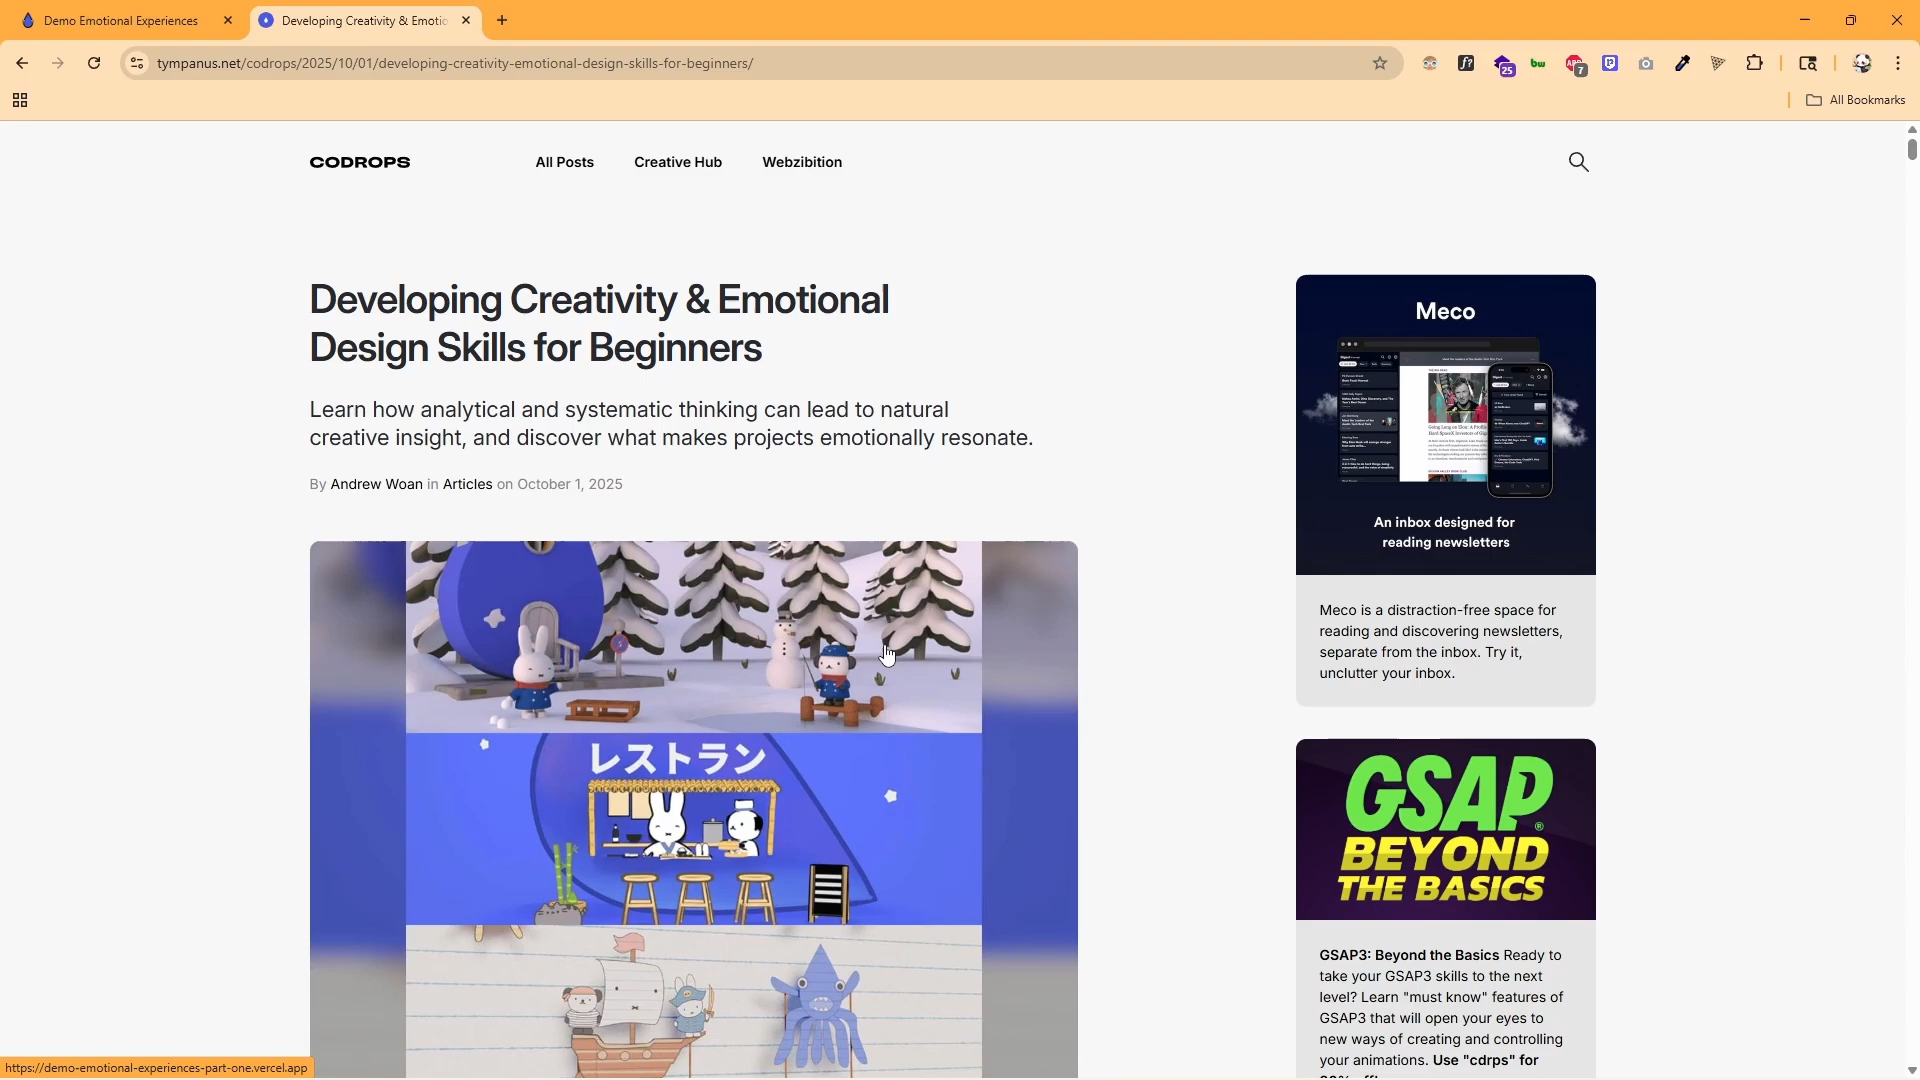 Demo Emotional Experiences
Developing Creativity & Emotio
tympanus.net/codrops/2025/10/01/developing-creativity-emotional-design-skills-for-beginners/
f?
25
bw
ABP
7
All Bookmarks
CODROPS
All Posts
Creative Hub
Webzibition
Developing Creativity & Emotional
Design Skills for Beginners
Learn how analytical and systematic thinking can lead to natural
creative insight, and discover what makes projects emotionally resonate.
By Andrew Woan in Articles on October 1, 2025
レストラン
Meco
An inbox designed for
reading newsletters
Meco is a distraction-free space for
reading and discovering newsletters,
separate from the inbox. Try it,
unclutter your inbox.
GSAP®
BEYOND
THE BASICS
GSAP3: Beyond the Basics Ready to
take your GSAP3 skills to the next
level? Learn "must know" features of
GSAP3 that will open your eyes to
new ways of creating and controlling
your animations. Use "cdrps" for
https://demo-emotional-experiences-part-one.vercel.app